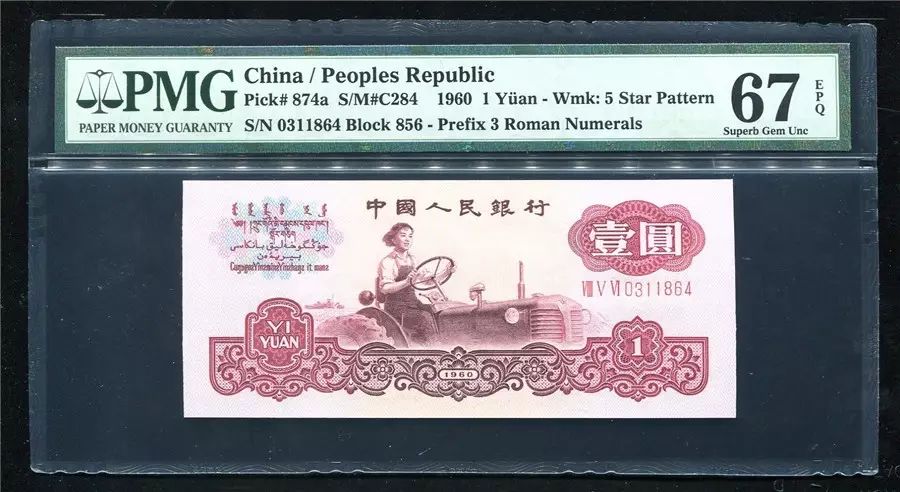 PMG
PAPER MONEY GUARANTY
China / Peoples Republic
Pick# 874a S/M#C284 1960 1 Yüan - Wmk: 5 Star Pattern
S/N 0311864 Block 856 - Prefix 3 Roman Numerals
67
EPQ
Superb Gem Unc
中國人民銀行
壹圓
VIII V VI 0311864
YI
YUAN
1
1960